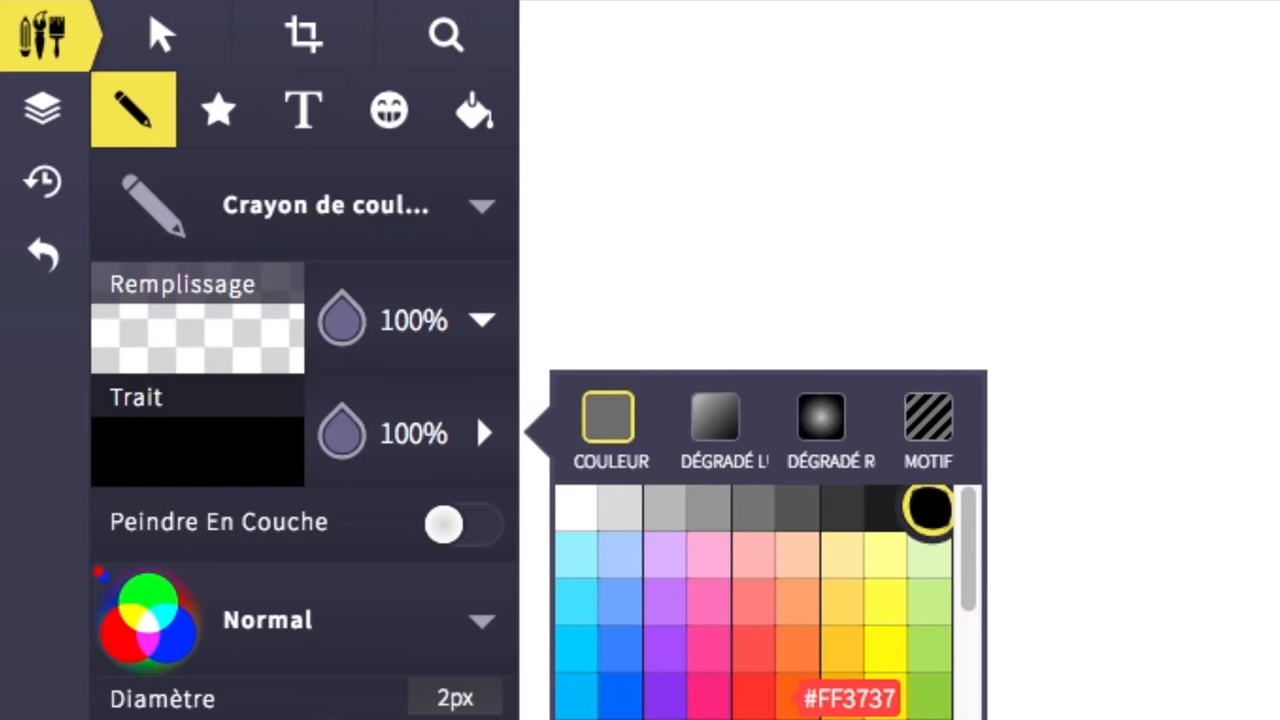 T
Crayon de coul...
Remplissage
100%
Trait
100%
COULEUR DÉGRADÉ L DÉGRADÉ R MOTIF
Peindre En Couche
Normal
Diamètre 2px
#FF3737